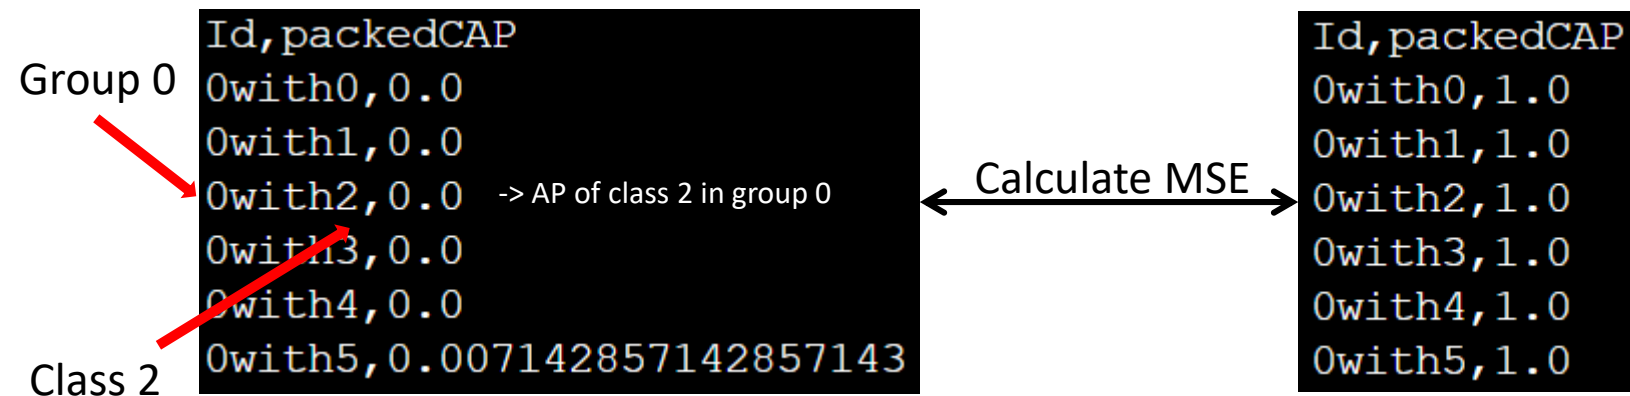 Group 0
Class 2
Id,packedCAP
0with0,0.0
0with1,0.0
0with2,0.0 -> AP of class 2 in group 0
0with3,0.0
0with4,0.0
0with5,0.007142857142857143
Calculate MSE
Id,packedCAP
0with0,1.0
0with1,1.0
0with2,1.0
0with3,1.0
0with4,1.0
0with5,1.0